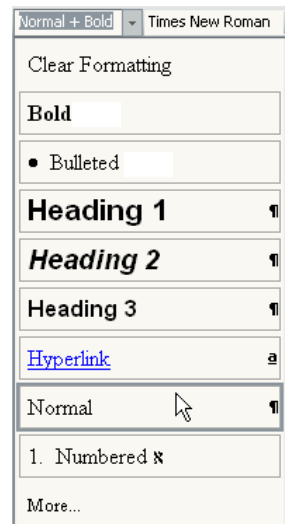 Normal + Bold Times New Roman
Clear Formatting
Bold
• Bulleted
Heading 1 ¶
Heading 2 ¶
Heading 3 ¶
Hyperlink a
Normal ¶
1. Numbered א
More...